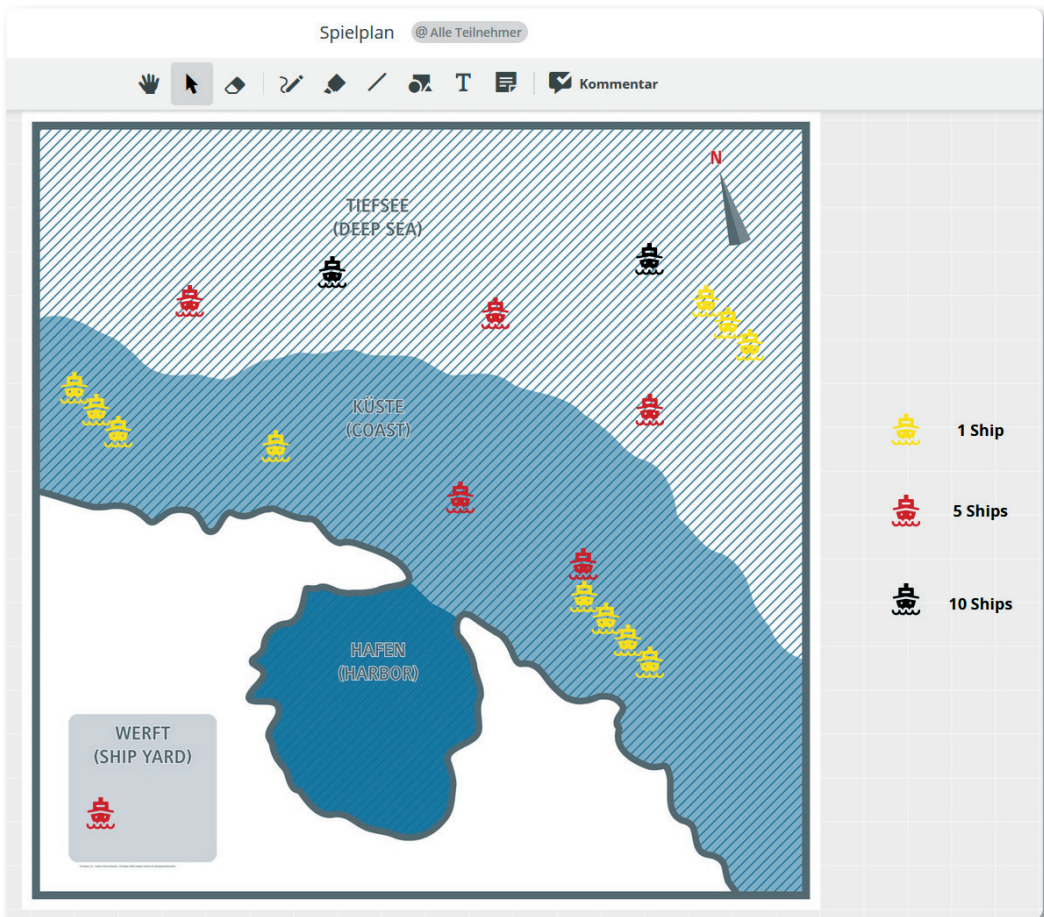 Spielplan @ Alle Teilnehmer
T Kommentar
N
TIEFSEE
(DEEP SEA)
KÜSTE
(COAST)
1 Ship
5 Ships
10 Ships
HAFEN
(HARBOR)
WERFT
(SHIP YARD)